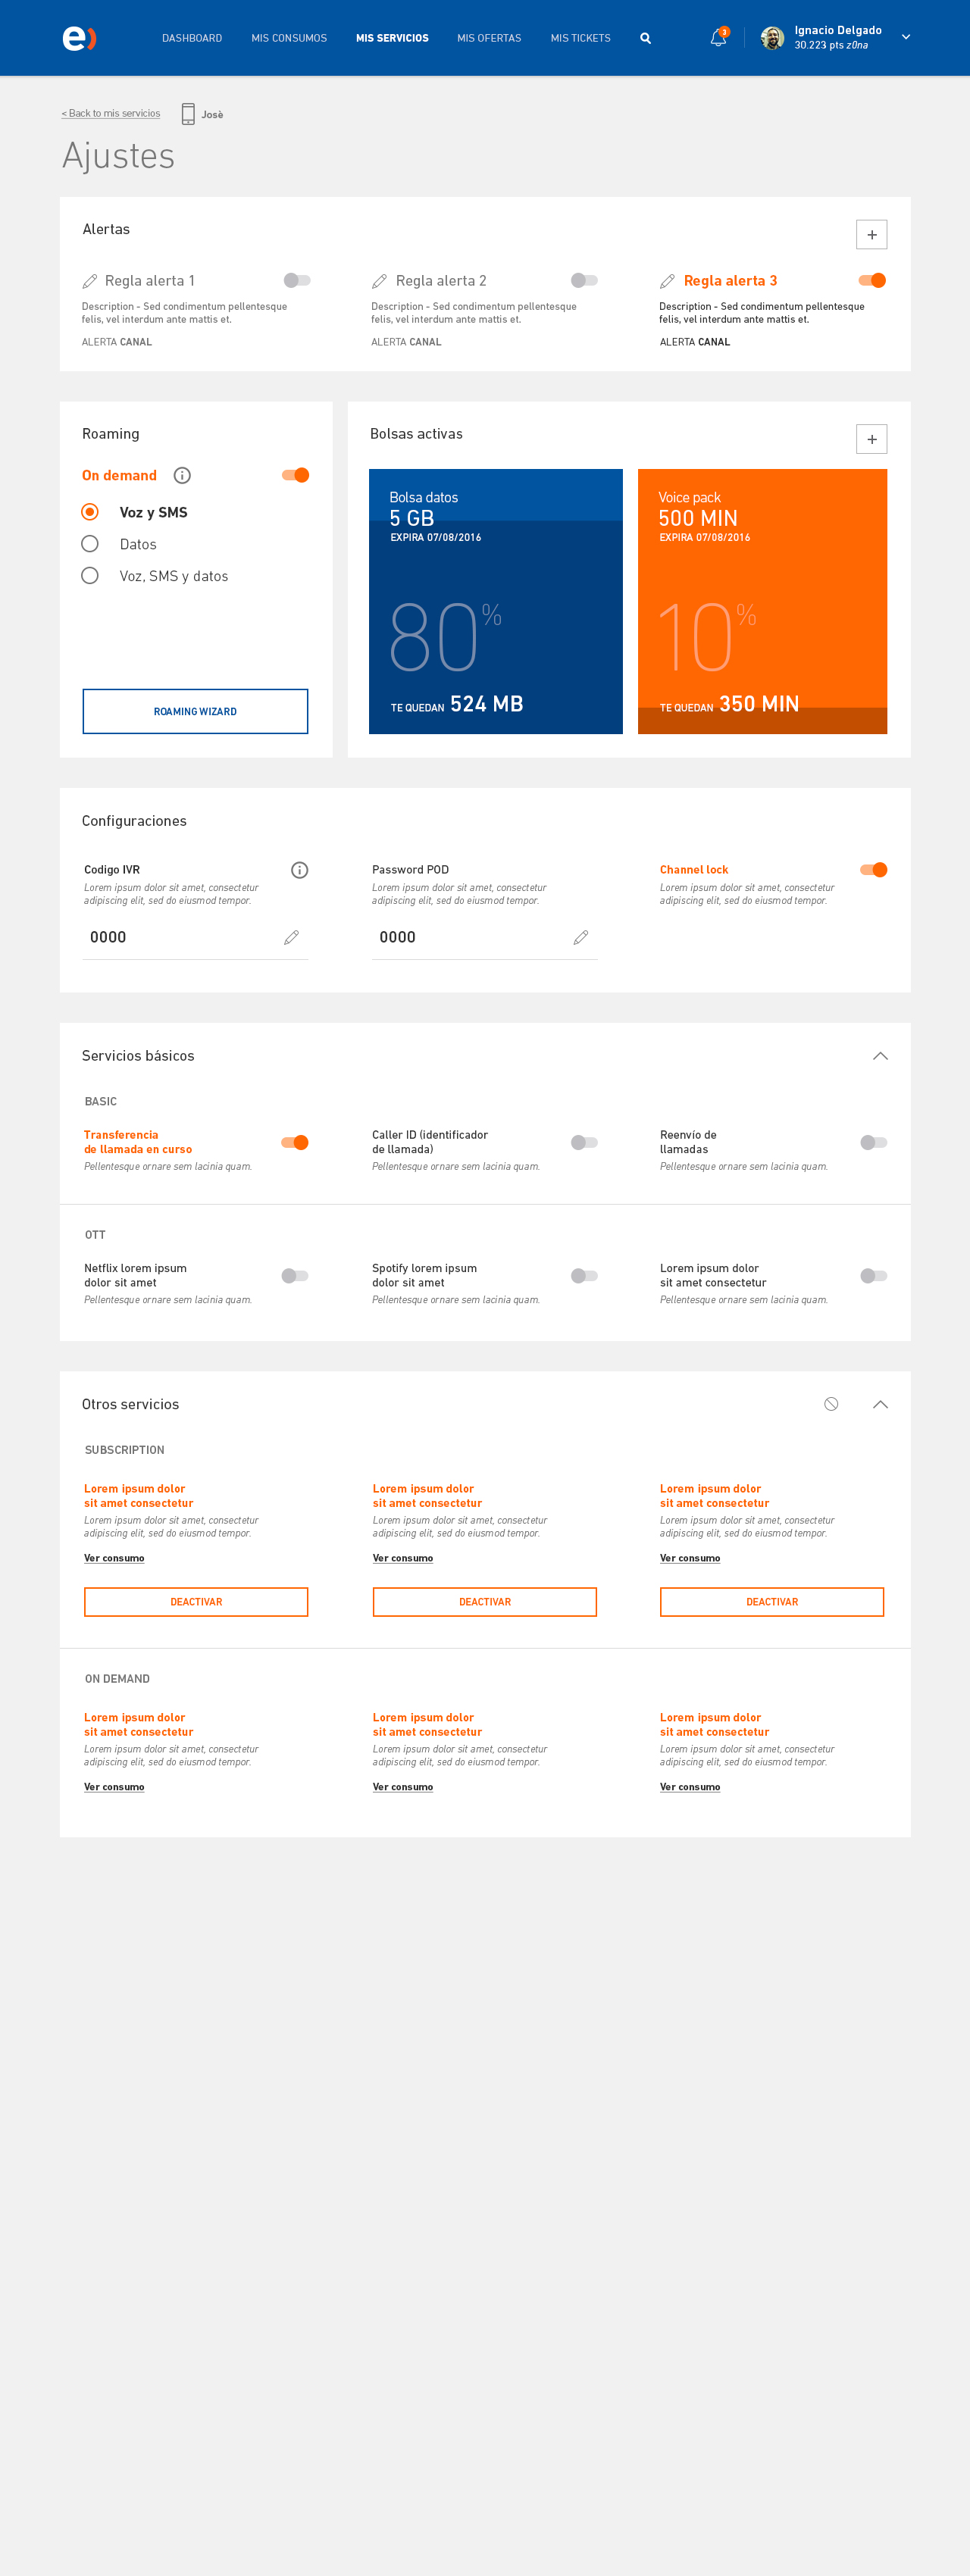 e
DASHBOARD MIS CONSUMOS MIS SERVICIOS MIS OFERTAS MIS TICKETS 3 Ignacio Delgado
30.223 pts z0na
< Back to mis servicios Josè
Ajustes
Alertas +
Regla alerta 1
Description - Sed condimentum pellentesque
felis, vel interdum ante mattis et.
ALERTA CANAL
Regla alerta 2
Description - Sed condimentum pellentesque
felis, vel interdum ante mattis et.
ALERTA CANAL
Regla alerta 3
Description - Sed condimentum pellentesque
felis, vel interdum ante mattis et.
ALERTA CANAL
Roaming
On demand
Voz y SMS
Datos
Voz, SMS y datos
ROAMING WIZARD
Bolsas activas +
Bolsa datos
5 GB
EXPIRA 07/08/2016
80%
TE QUEDAN 524 MB
Voice pack
500 MIN
EXPIRA 07/08/2016
10%
TE QUEDAN 350 MIN
Configuraciones
Codigo IVR
Lorem ipsum dolor sit amet, consectetur
adipiscing elit, sed do eiusmod tempor.
0000
Password POD
Lorem ipsum dolor sit amet, consectetur
adipiscing elit, sed do eiusmod tempor.
0000
Channel lock
Lorem ipsum dolor sit amet, consectetur
adipiscing elit, sed do eiusmod tempor.
Servicios básicos
BASIC
Transferencia
de llamada en curso
Pellentesque ornare sem lacinia quam.
Caller ID (identificador
de llamada)
Pellentesque ornare sem lacinia quam.
Reenvío de
llamadas
Pellentesque ornare sem lacinia quam.
OTT
Netflix lorem ipsum
dolor sit amet
Pellentesque ornare sem lacinia quam.
Spotify lorem ipsum
dolor sit amet
Pellentesque ornare sem lacinia quam.
Lorem ipsum dolor
sit amet consectetur
Pellentesque ornare sem lacinia quam.
Otros servicios
SUBSCRIPTION
Lorem ipsum dolor
sit amet consectetur
Lorem ipsum dolor sit amet, consectetur
adipiscing elit, sed do eiusmod tempor.
Ver consumo
DEACTIVAR
Lorem ipsum dolor
sit amet consectetur
Lorem ipsum dolor sit amet, consectetur
adipiscing elit, sed do eiusmod tempor.
Ver consumo
DEACTIVAR
Lorem ipsum dolor
sit amet consectetur
Lorem ipsum dolor sit amet, consectetur
adipiscing elit, sed do eiusmod tempor.
Ver consumo
DEACTIVAR
ON DEMAND
Lorem ipsum dolor
sit amet consectetur
Lorem ipsum dolor sit amet, consectetur
adipiscing elit, sed do eiusmod tempor.
Ver consumo
Lorem ipsum dolor
sit amet consectetur
Lorem ipsum dolor sit amet, consectetur
adipiscing elit, sed do eiusmod tempor.
Ver consumo
Lorem ipsum dolor
sit amet consectetur
Lorem ipsum dolor sit amet, consectetur
adipiscing elit, sed do eiusmod tempor.
Ver consumo